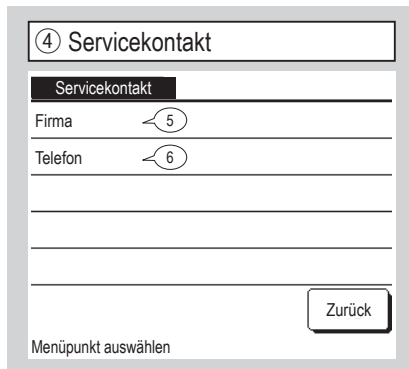 ④ Servicekontakt
Servicekontakt
Firma 5
Telefon 6
Zurück
Menüpunkt auswählen